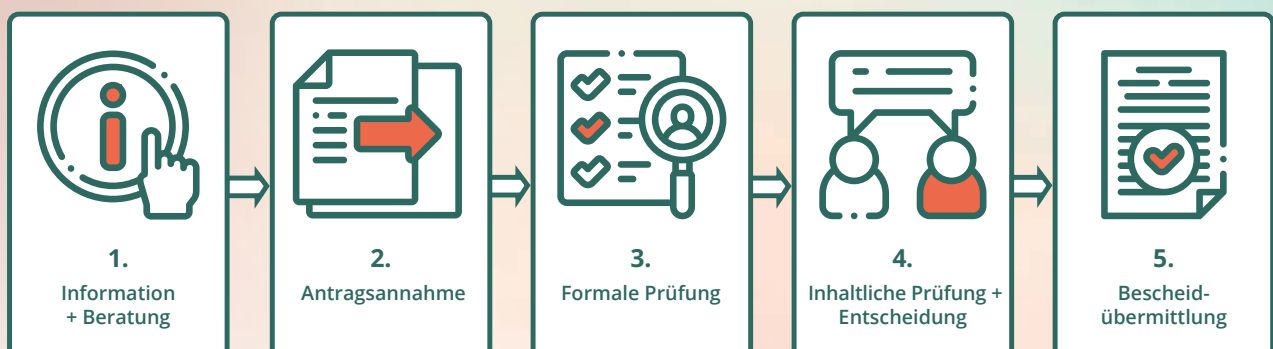 1.
Information
+ Beratung
2.
Antragsannahme
3.
Formale Prüfung
4.
Inhaltliche Prüfung +
Entscheidung
5.
Bescheid-
übermittlung